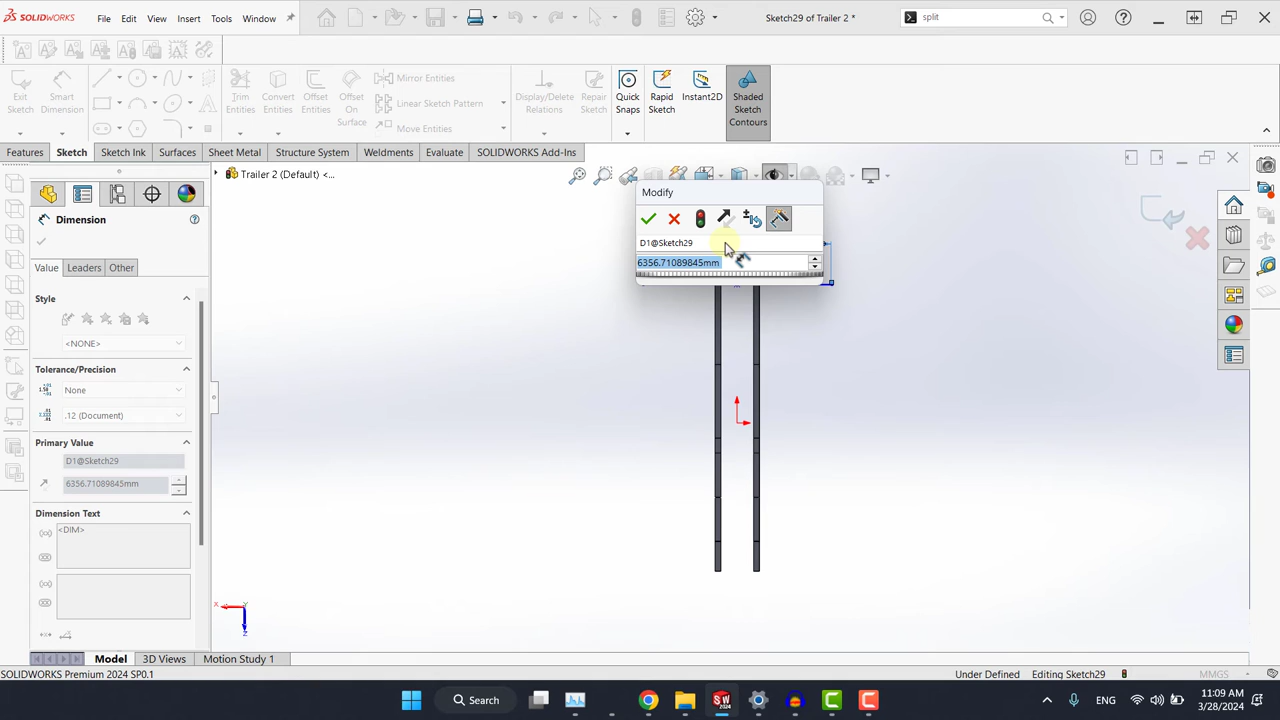 SOLIDWORKS
File
Edit
View
Insert
Tools
Window
Sketch29 of Trailer 2 *
split
Exit Sketch
Smart Dimension
Trim Entities
Convert Entities
Offset Entities
Offset On Surface
Mirror Entities
Linear Sketch Pattern
Move Entities
Display/Delete Relations
Repair Sketch
Quick Snaps
Rapid Sketch
Instant2D
Shaded Sketch Contours
Features
Sketch
Sketch Ink
Surfaces
Sheet Metal
Structure System
Weldments
Evaluate
SOLIDWORKS Add-Ins
Trailer 2 (Default) <...
Modify
D1@Sketch29
6356.71089845mm
Dimension
Value
Leaders
Other
Style
<NONE>
Tolerance/Precision
None
.12 (Document)
Primary Value
D1@Sketch29
6356.71089845mm
Dimension Text
<DIM>
X
Z
Model
3D Views
Motion Study 1
SOLIDWORKS Premium 2024 SP0.1
Under Defined
Editing Sketch29
MMGS
Search
ENG
11:09 AM
3/28/2024